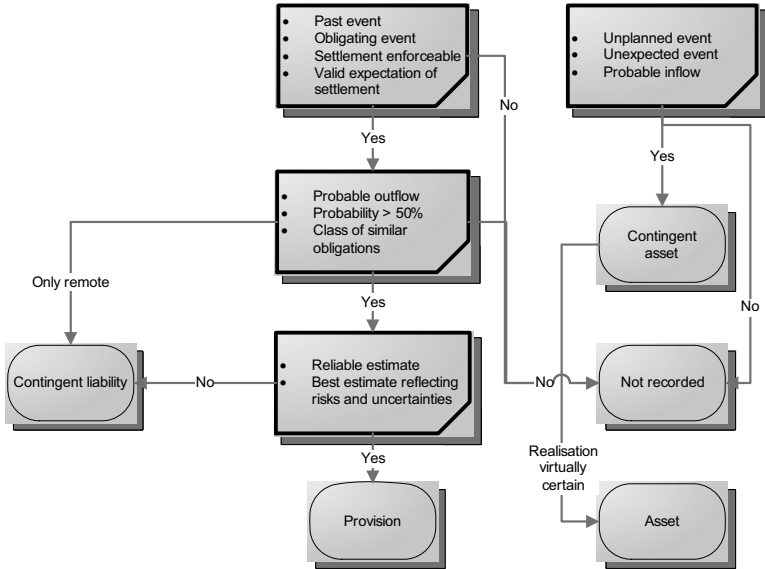 • Past event
• Obligating event
• Settlement enforceable
• Valid expectation of
settlement
• Unplanned event
• Unexpected event
• Probable inflow
No
Yes
Yes
• Probable outflow
• Probability > 50%
• Class of similar
obligations
Contingent
asset
Only remote
Yes
No
Contingent liability
No
• Reliable estimate
• Best estimate reflecting
risks and uncertainties
No
Not recorded
Yes
Realisation
virtually
certain
Provision
Asset